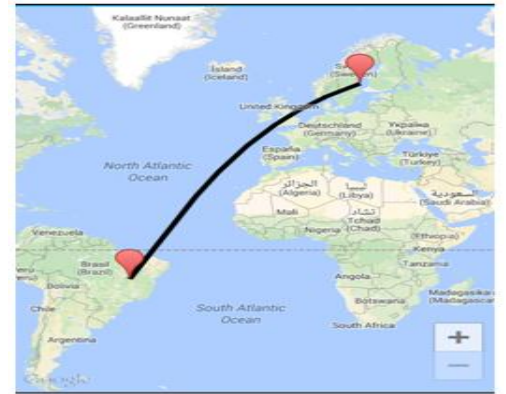 Kalaallit Nunaat
(Greenland)
Ísland
(Iceland)
(Sweden)
United Kingdom
Deutschland
(Germany)
Україна
(Ukraine)
España
(Spain)
Türkiye
(Turkey)
North Atlantic
Ocean
الجزائر
(Algeria)
ليبيا
(Libya)
السعودية
(Saudi Arabia)
Mali
تشاد
Tchad
(Chad)
Nigeria
(Ethiopia)
Venezuela
Kenya
Brasil
(Brazil)
Tanzania
Bolivia
Angola
Chile
Botswana
Madagasikara
(Madagascar)
South Atlantic
Ocean
Argentina
South Africa
+
−
Google